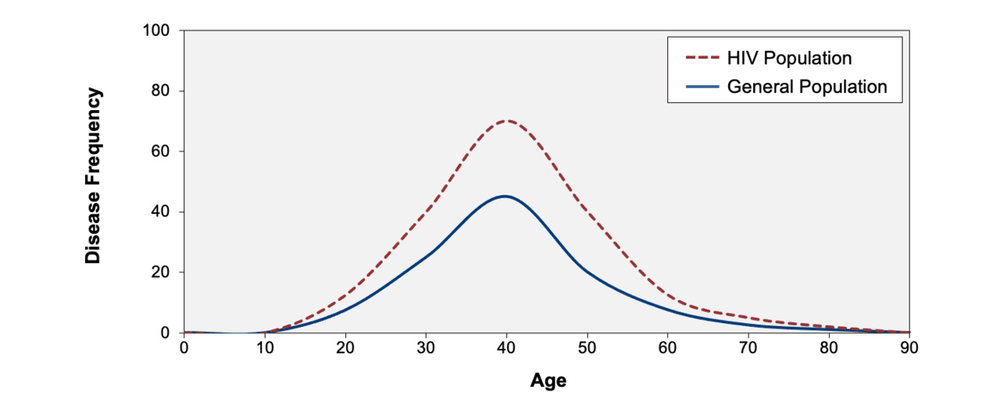 100
80
60
40
20
0
Disease Frequency
HIV Population
General Population
0 10 20 30 40 50 60 70 80 90
Age